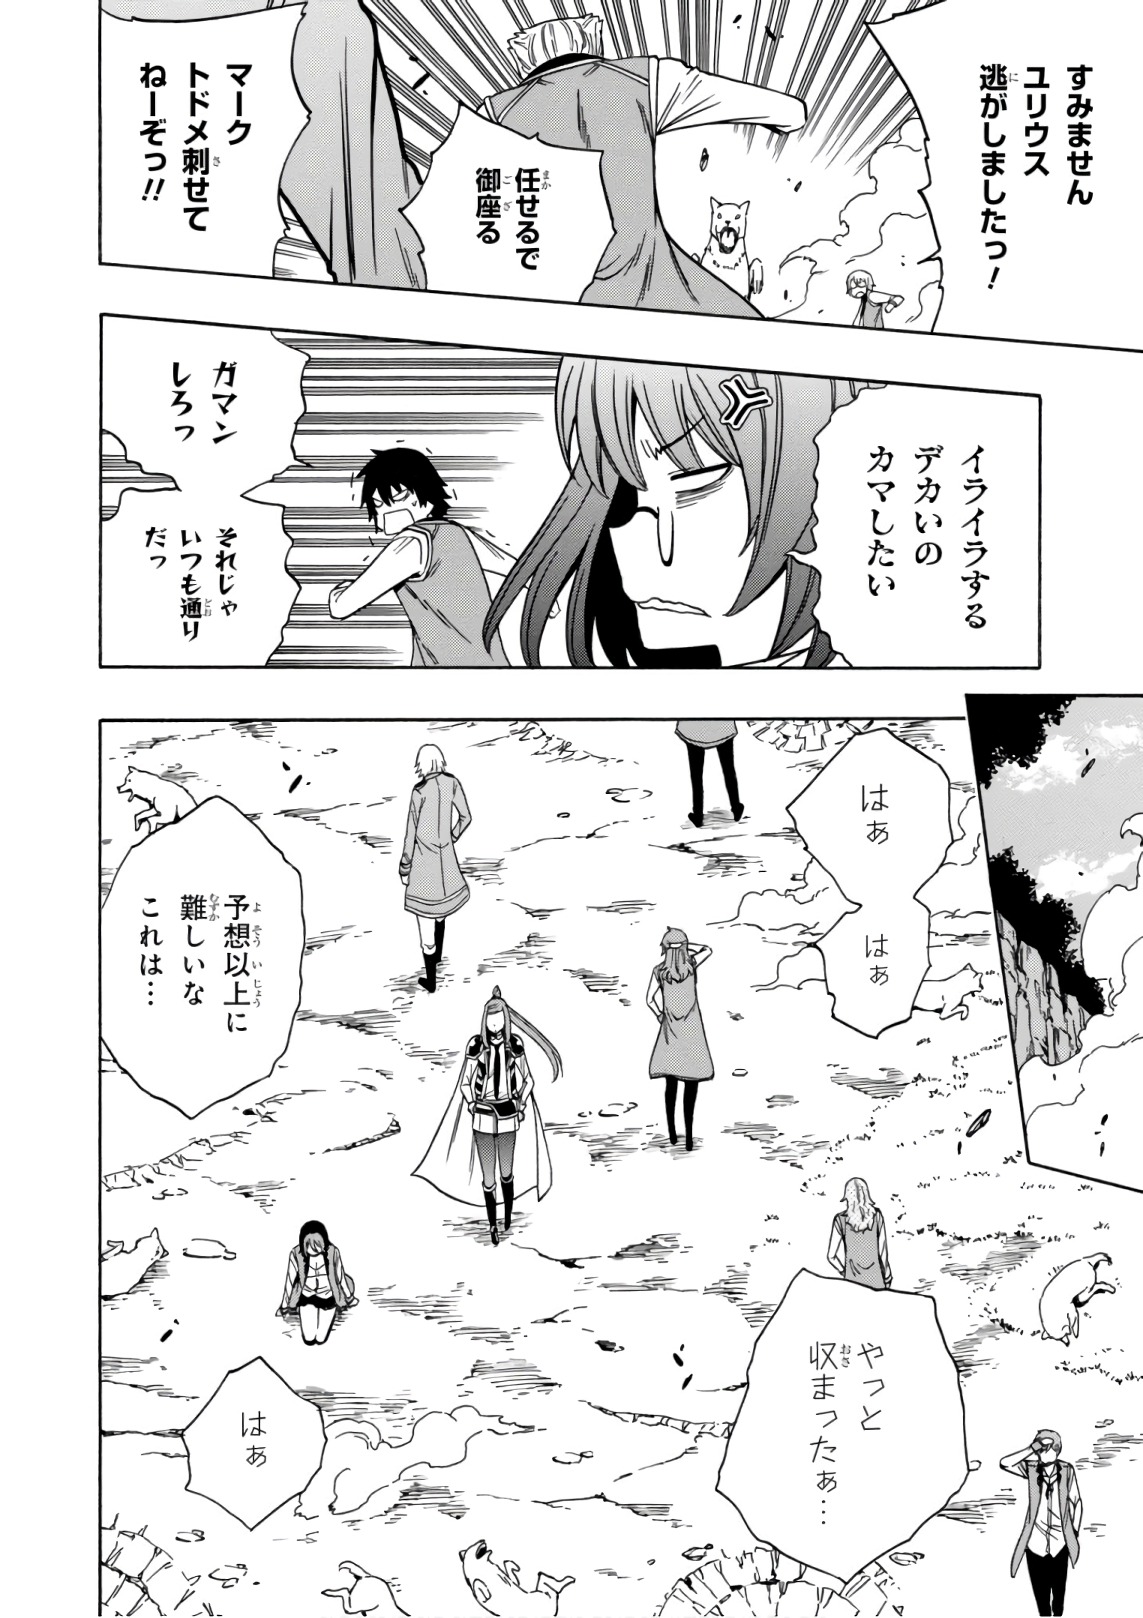 すみません
ユリウス
逃がしましたっ！
任せるで
御座る
マーク
トドメ刺せて
ねーぞっ!!
イライラする
デカいの
カマしたい
ガマン
しろっ
それじゃ
いつも通り
だっ
はぁ
はぁ
予想以上に
難しいな
これは…
やっと
収まったぁ…
はぁ